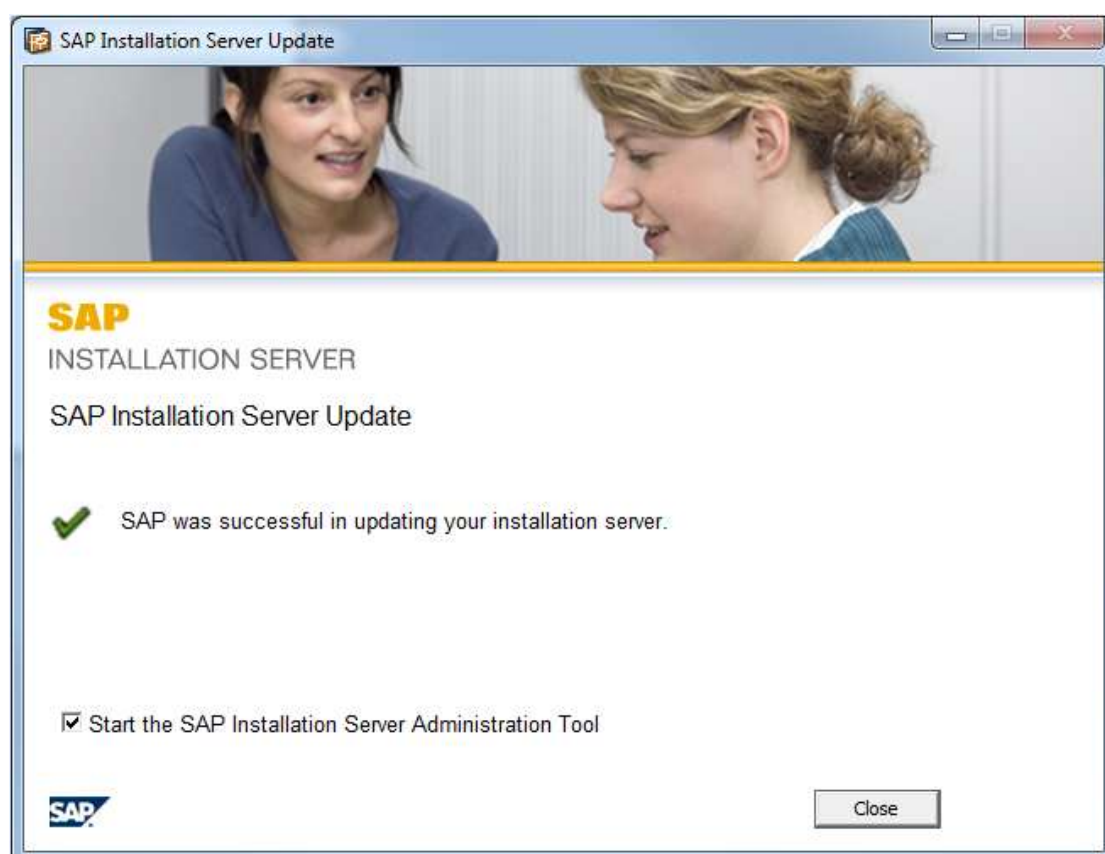 SAP Installation Server Update
SAP
INSTALLATION SERVER
SAP Installation Server Update
SAP was successful in updating your installation server.
Start the SAP Installation Server Administration Tool
SAP
Close